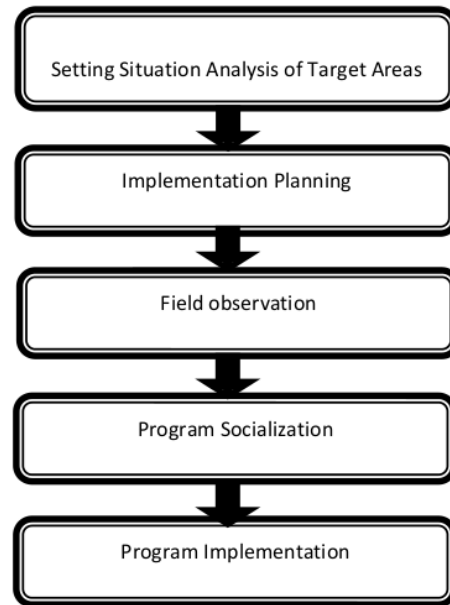 Setting Situation Analysis of Target Areas
Implementation Planning
Field observation
Program Socialization
Program Implementation